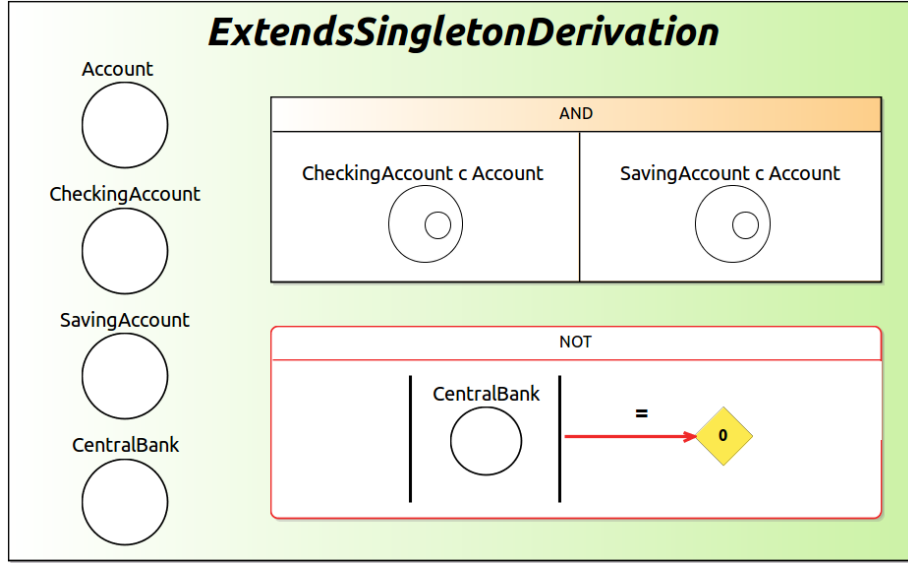 ExtendsSingletonDerivation
Account
CheckingAccount
SavingAccount
CentralBank
AND
CheckingAccount c Account
SavingAccount c Account
NOT
CentralBank
=
0